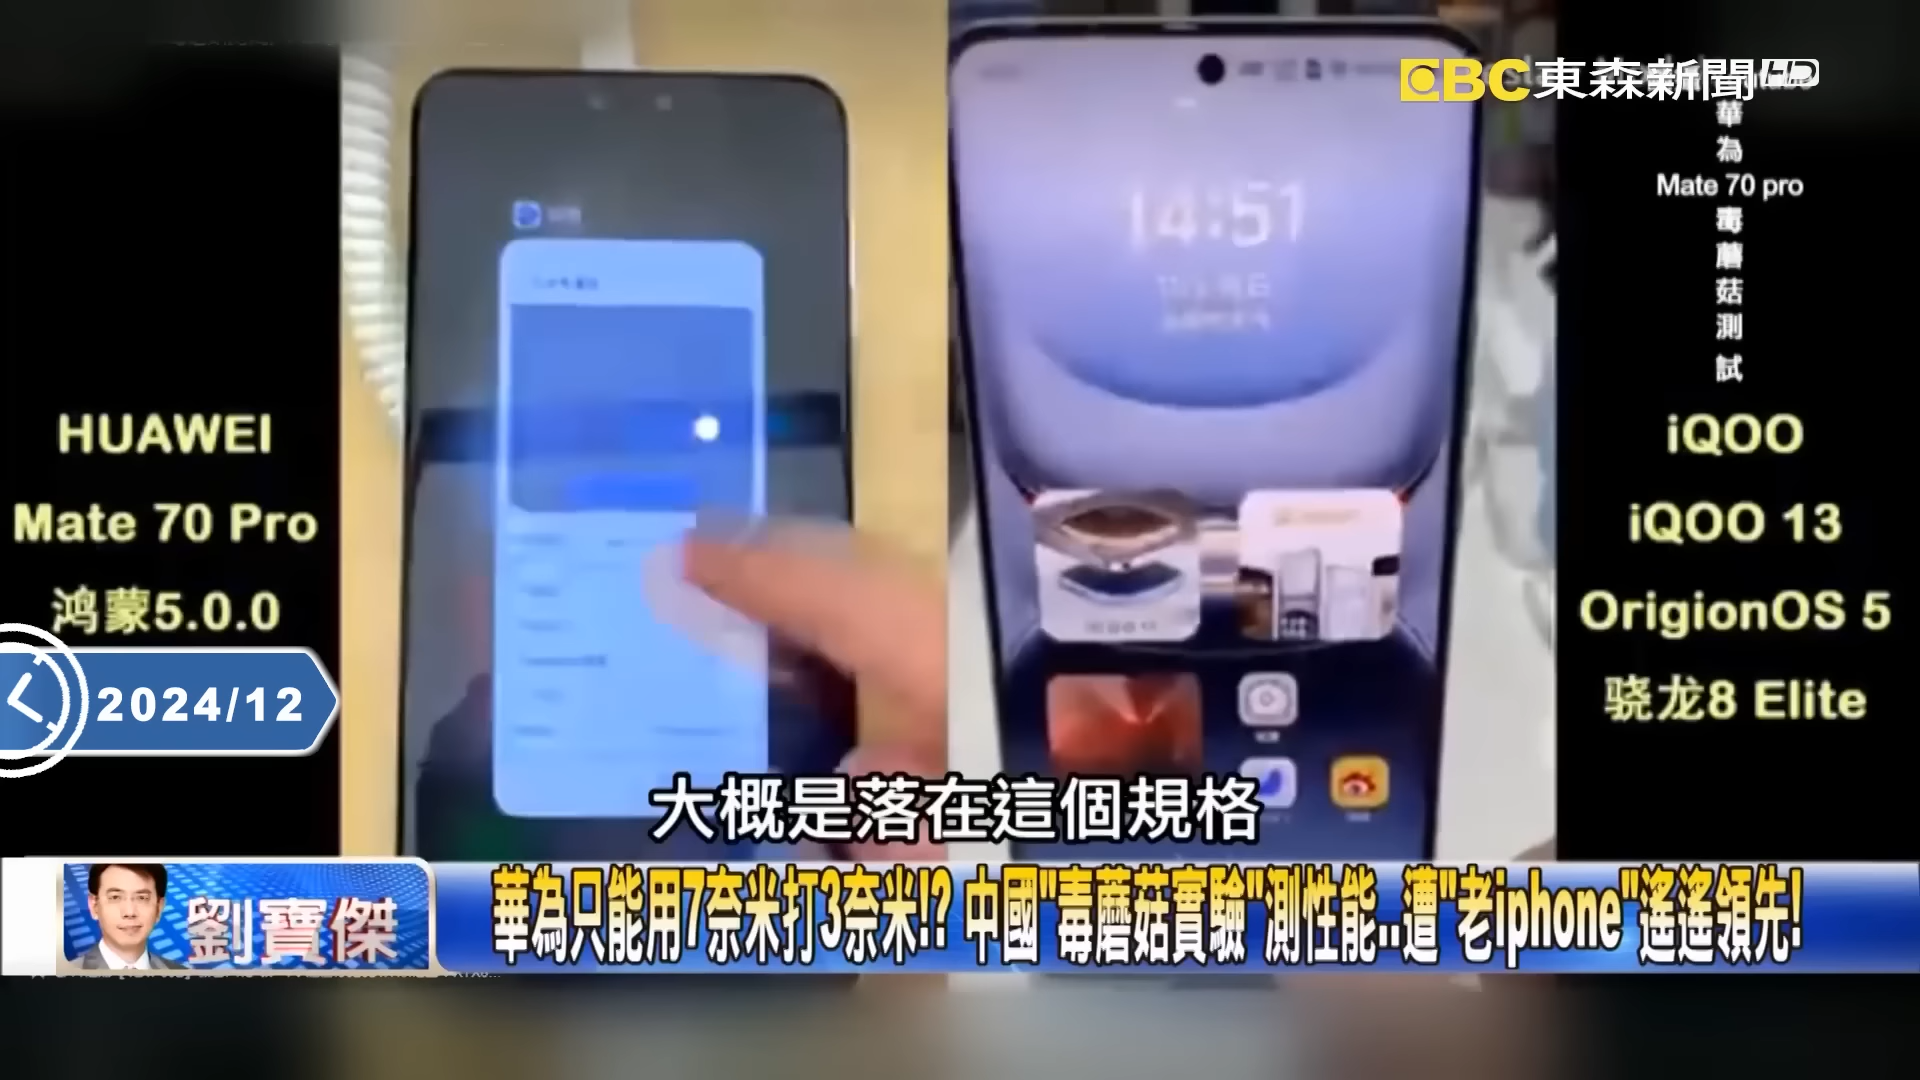 EBC東森新聞HD
華為
Mate 70 pro
毒蘑菇測試
HUAWEI
Mate 70 Pro
鸿蒙5.0.0
14:51
iQOO
iQOO 13
OrigionOS 5
骁龙8 Elite
2024/12
大概是落在這個規格
劉寶傑
華為只能用7奈米打3奈米!? 中國"毒蘑菇實驗"測性能..遭"老iphone"遙遙領先!